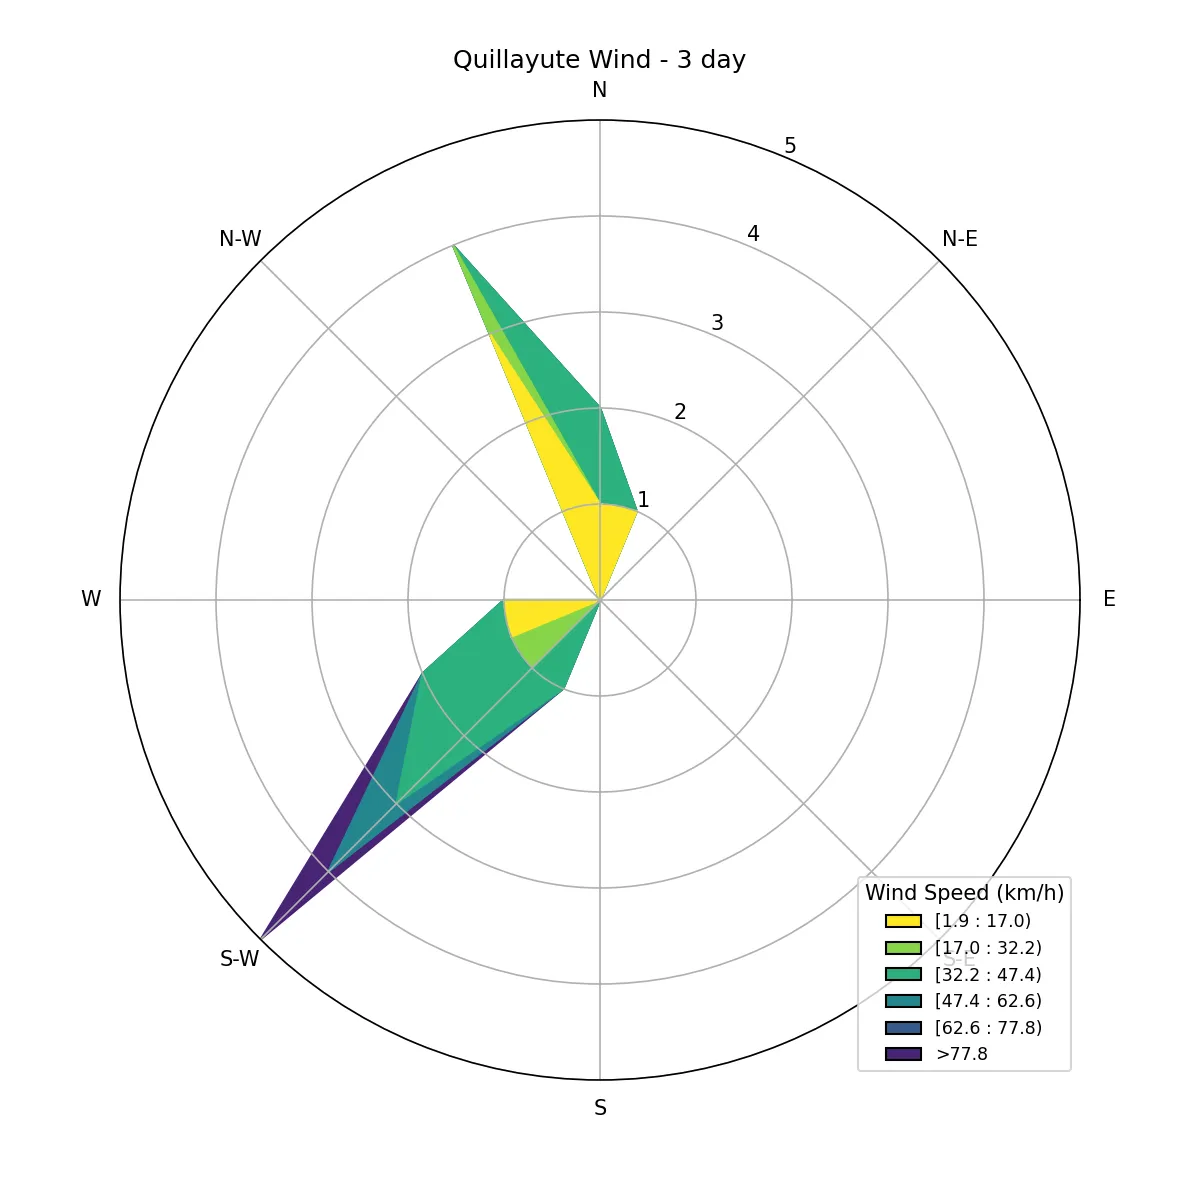 Quillayute Wind - 3 day
N
5
N-W
N-E
4
3
2
1
W
E
S-W
S-E
S
Wind Speed (km/h)
[1.9 : 17.0)
[17.0 : 32.2)
[32.2 : 47.4)
[47.4 : 62.6)
[62.6 : 77.8)
>77.8